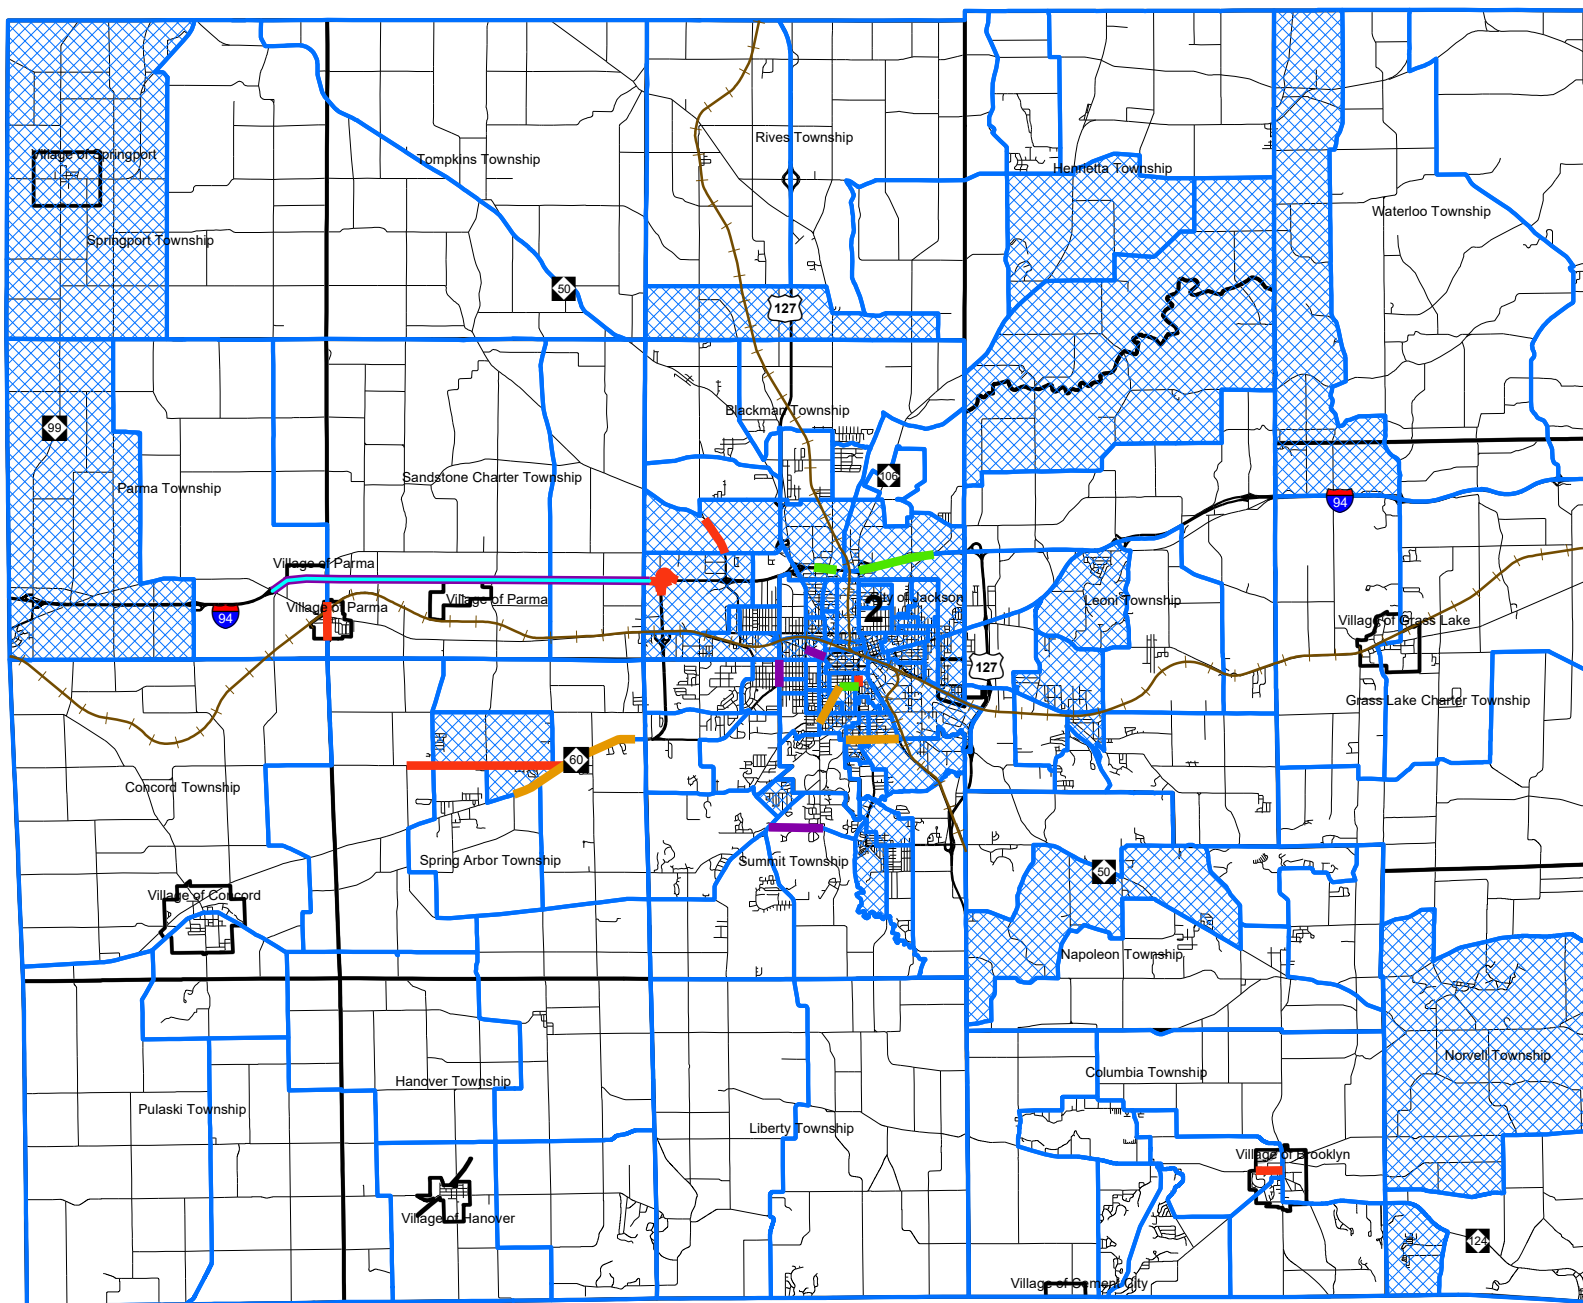 Rives Township
Village of Springport
Tompkins Township
Henrietta Township
Waterloo Township
Springport Township
50
127
Blackman Township
99
106
Sandstone Charter Township
Parma Township
94
Village of Parma
Village of Parma
Village of Parma
94
City of Jackson
2
Leoni Township
Village of Grass Lake
127
Grass Lake Charter Township
60
Concord Township
Spring Arbor Township
Summit Township
50
Village of Concord
Napoleon Township
Norvell Township
Columbia Township
Hanover Township
Pulaski Township
Liberty Township
Village of Brooklyn
Village of Hanover
124
Village of Cement City